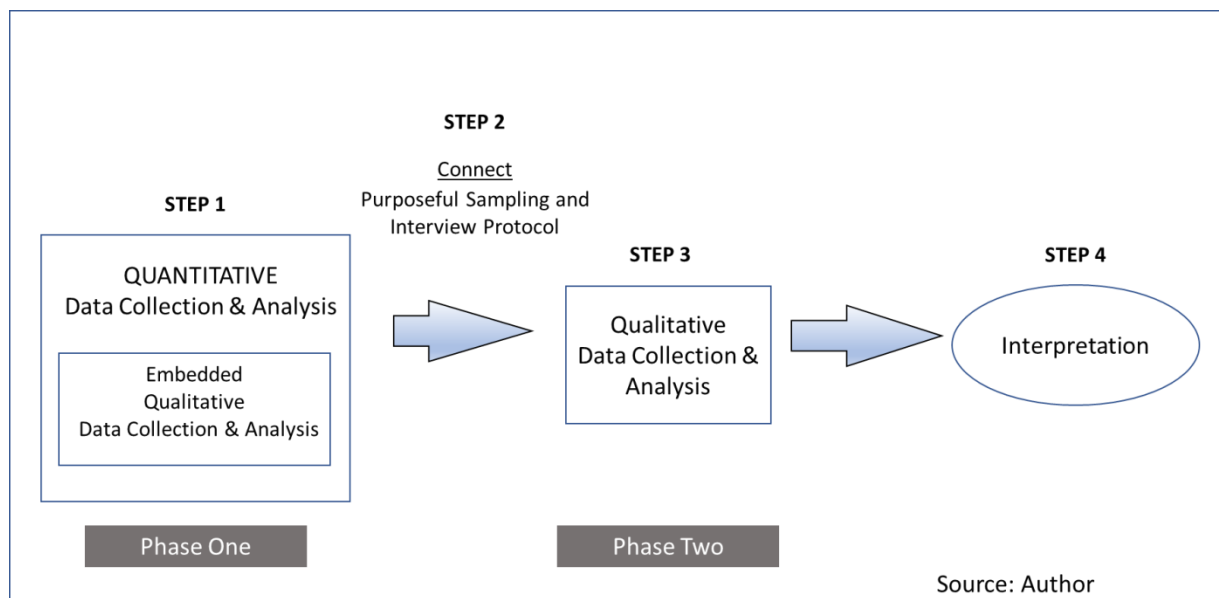 STEP 1
QUANTITATIVE
Data Collection & Analysis
Embedded
Qualitative
Data Collection & Analysis
Phase One
STEP 2
Connect
Purposeful Sampling and
Interview Protocol
STEP 3
Qualitative
Data Collection &
Analysis
Phase Two
STEP 4
Interpretation
Source: Author